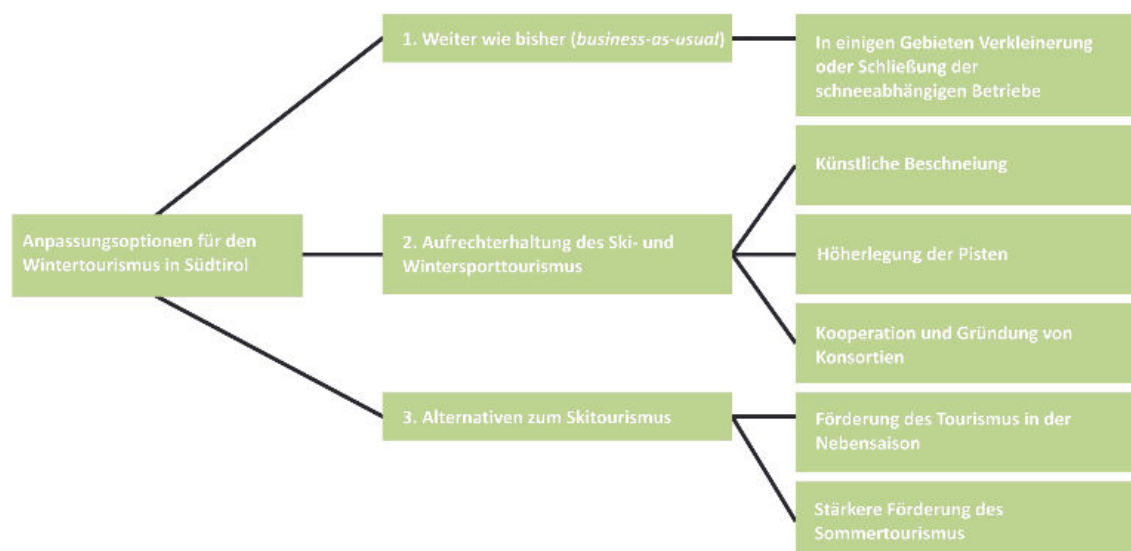 Anpassungsoptionen für den
Wintertourismus in Südtirol
1. Weiter wie bisher (business-as-usual)
In einigen Gebieten Verkleinerung
oder Schließung der
schneeabhängigen Betriebe
2. Aufrechterhaltung des Ski- und
Wintersporttourismus
Künstliche Beschneiung
Höherlegung der Pisten
Kooperation und Gründung von
Konsortien
3. Alternativen zum Skitourismus
Förderung des Tourismus in der
Nebensaison
Stärkere Förderung des
Sommertourismus